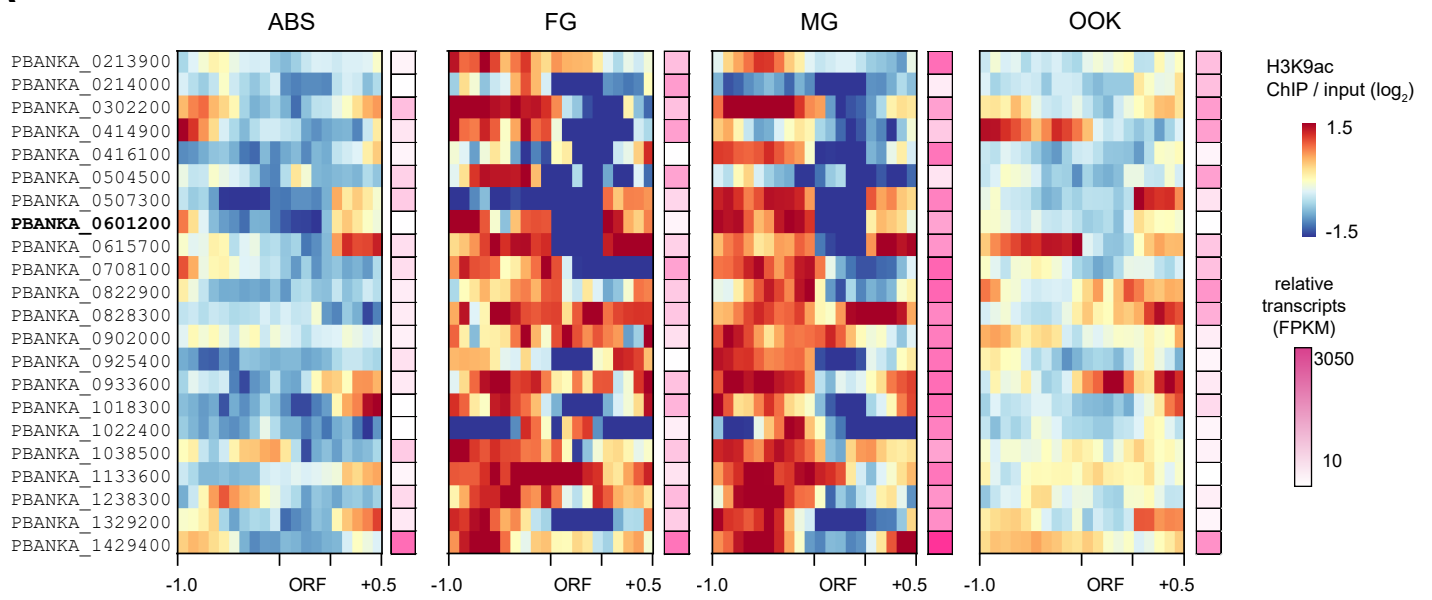 ABS FG MG OOK
PBANKA_0213900
PBANKA_0214000
PBANKA_0302200
PBANKA_0414900
PBANKA_0416100
PBANKA_0504500
PBANKA_0507300
PBANKA_0601200
PBANKA_0615700
PBANKA_0708100
PBANKA_0822900
PBANKA_0828300
PBANKA_0902000
PBANKA_0925400
PBANKA_0933600
PBANKA_1018300
PBANKA_1022400
PBANKA_1038500
PBANKA_1133600
PBANKA_1238300
PBANKA_1329200
PBANKA_1429400
-1.0 ORF +0.5 -1.0 ORF +0.5 -1.0 ORF +0.5 -1.0 ORF +0.5
H3K9ac
ChIP / input (log2)
1.5
-1.5
relative
transcripts
(FPKM)
3050
10